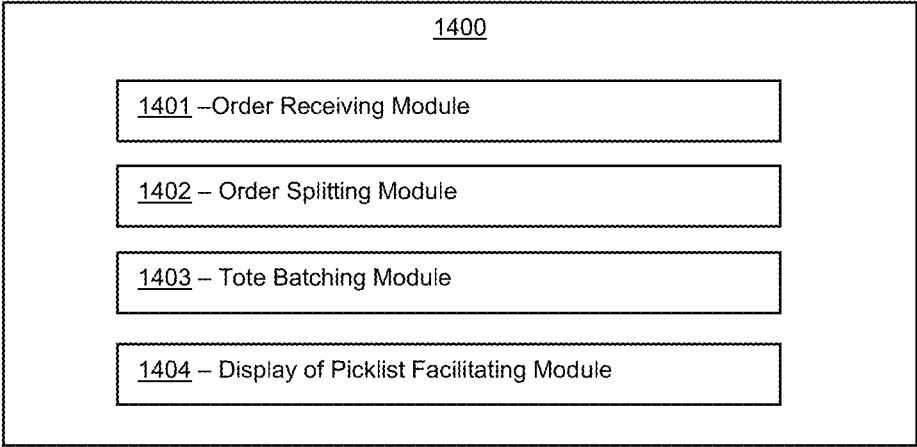 1400
1401 –Order Receiving Module
1402 – Order Splitting Module
1403 – Tote Batching Module
1404 – Display of Picklist Facilitating Module